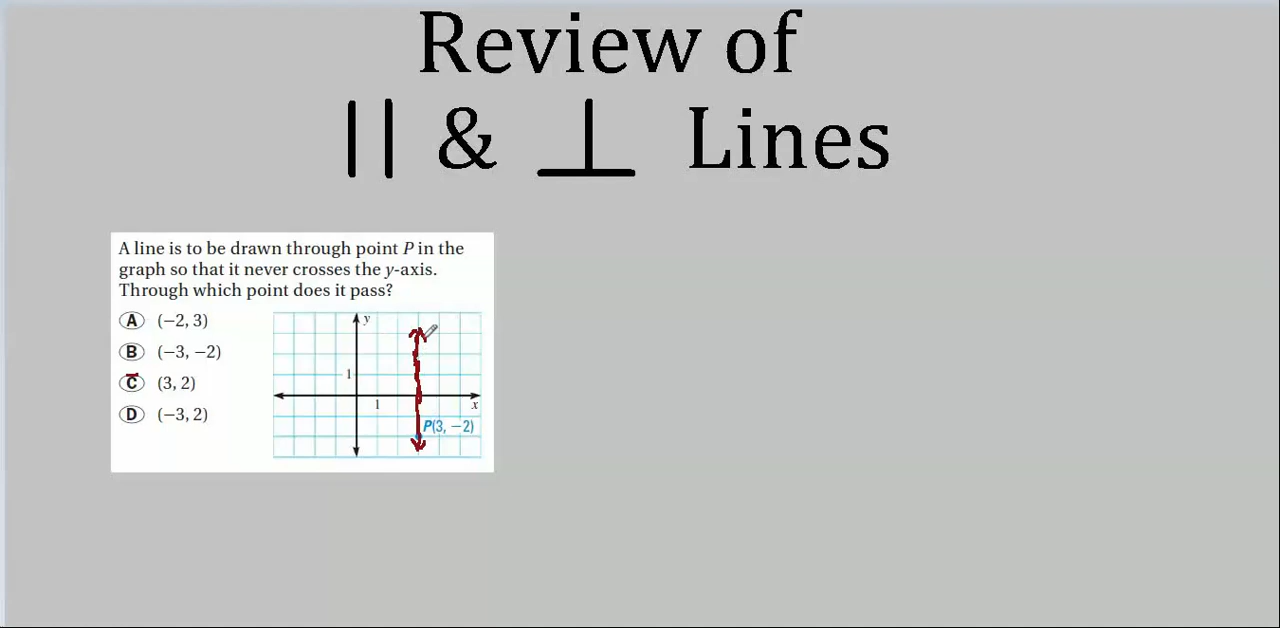 Review of
|| & ⊥ Lines
A line is to be drawn through point P in the
graph so that it never crosses the y-axis.
Through which point does it pass?
A (−2, 3)
B (−3, −2)
C (3, 2)
D (−3, 2)
y
1
1
x
P(3, −2)